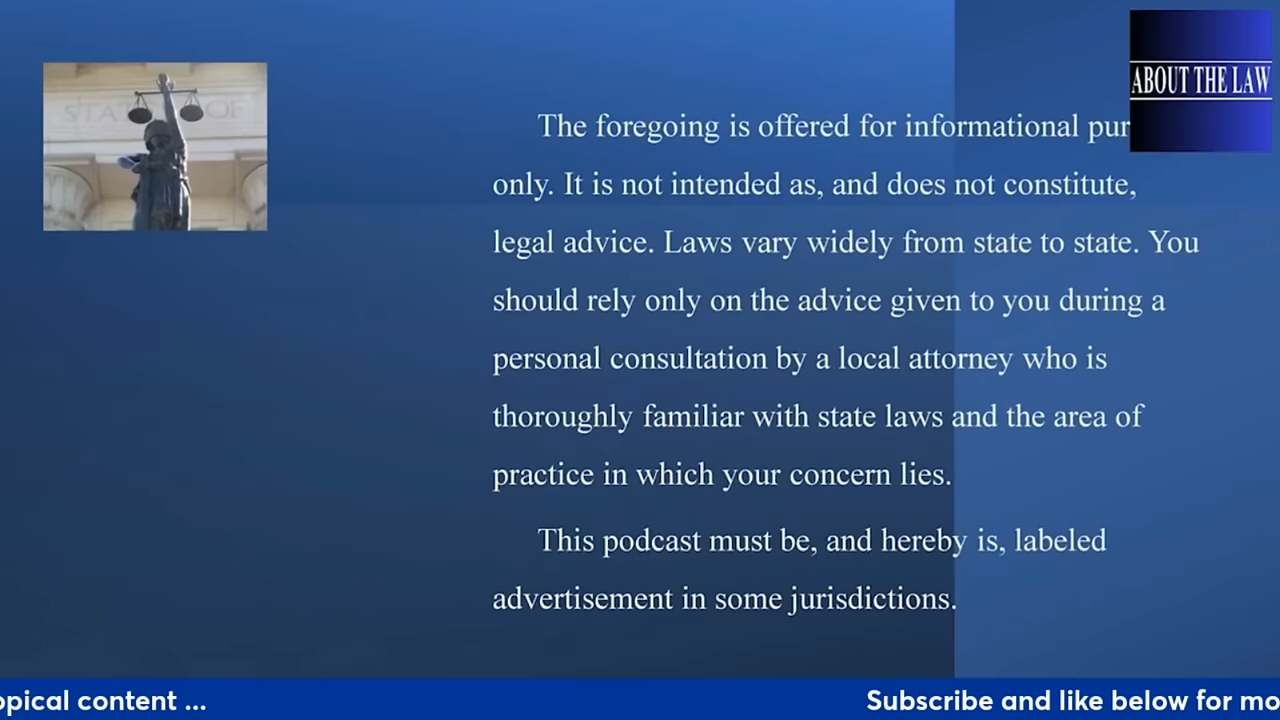 STATE OF
ABOUT THE LAW
The foregoing is offered for informational pur
only. It is not intended as, and does not constitute,
legal advice. Laws vary widely from state to state. You
should rely only on the advice given to you during a
personal consultation by a local attorney who is
thoroughly familiar with state laws and the area of
practice in which your concern lies.
This podcast must be, and hereby is, labeled
advertisement in some jurisdictions.
opical content ...
Subscribe and like below for mo